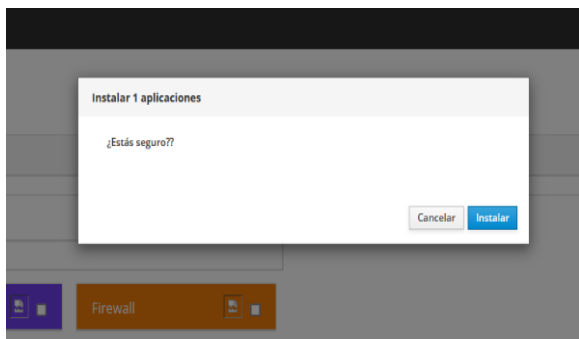 Instalar 1 aplicaciones
¿Estás seguro??
Cancelar
Instalar
Firewall